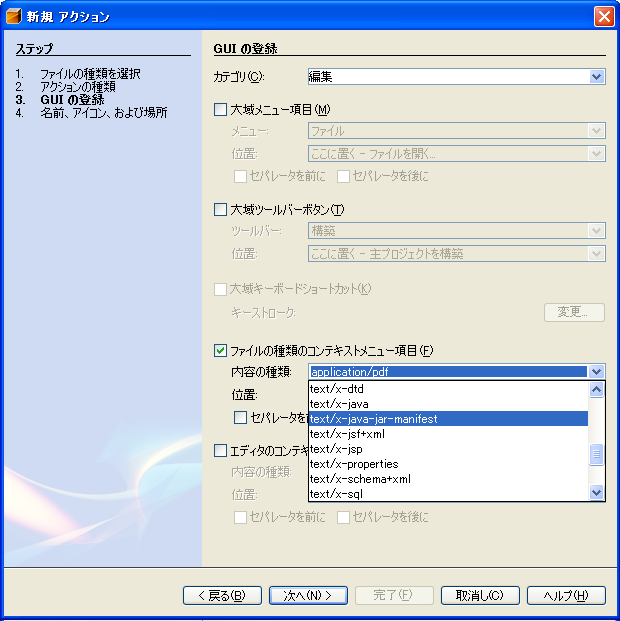 新規 アクション
ステップ
1. ファイルの種類を選択
2. アクションの種類
3. GUI の登録
4. 名前、アイコン、および場所
GUI の登録
カテゴリ(C): 編集
大域メニュー項目(M)
メニュー: ファイル
位置: ここに置く - ファイルを開く...
セパレータを前に セパレータを後に
大域ツールバーボタン(T)
ツールバー: 構築
位置: ここに置く - 主プロジェクトを構築
大域キーボードショートカット(K)
キーストローク: 変更...
ファイルの種類のコンテキストメニュー項目(F)
内容の種類: application/pdf
位置:
セパレータを
text/x-dtd
text/x-java
text/x-java-jar-manifest
text/x-jsf+xml
text/x-jsp
text/x-properties
text/x-schema+xml
text/x-sql
エディタのコンテキ
内容の種類:
位置:
セパレータを前に セパレータを後に
< 戻る(B) 次へ(N) > 完了(F) 取消し(C) ヘルプ(H)